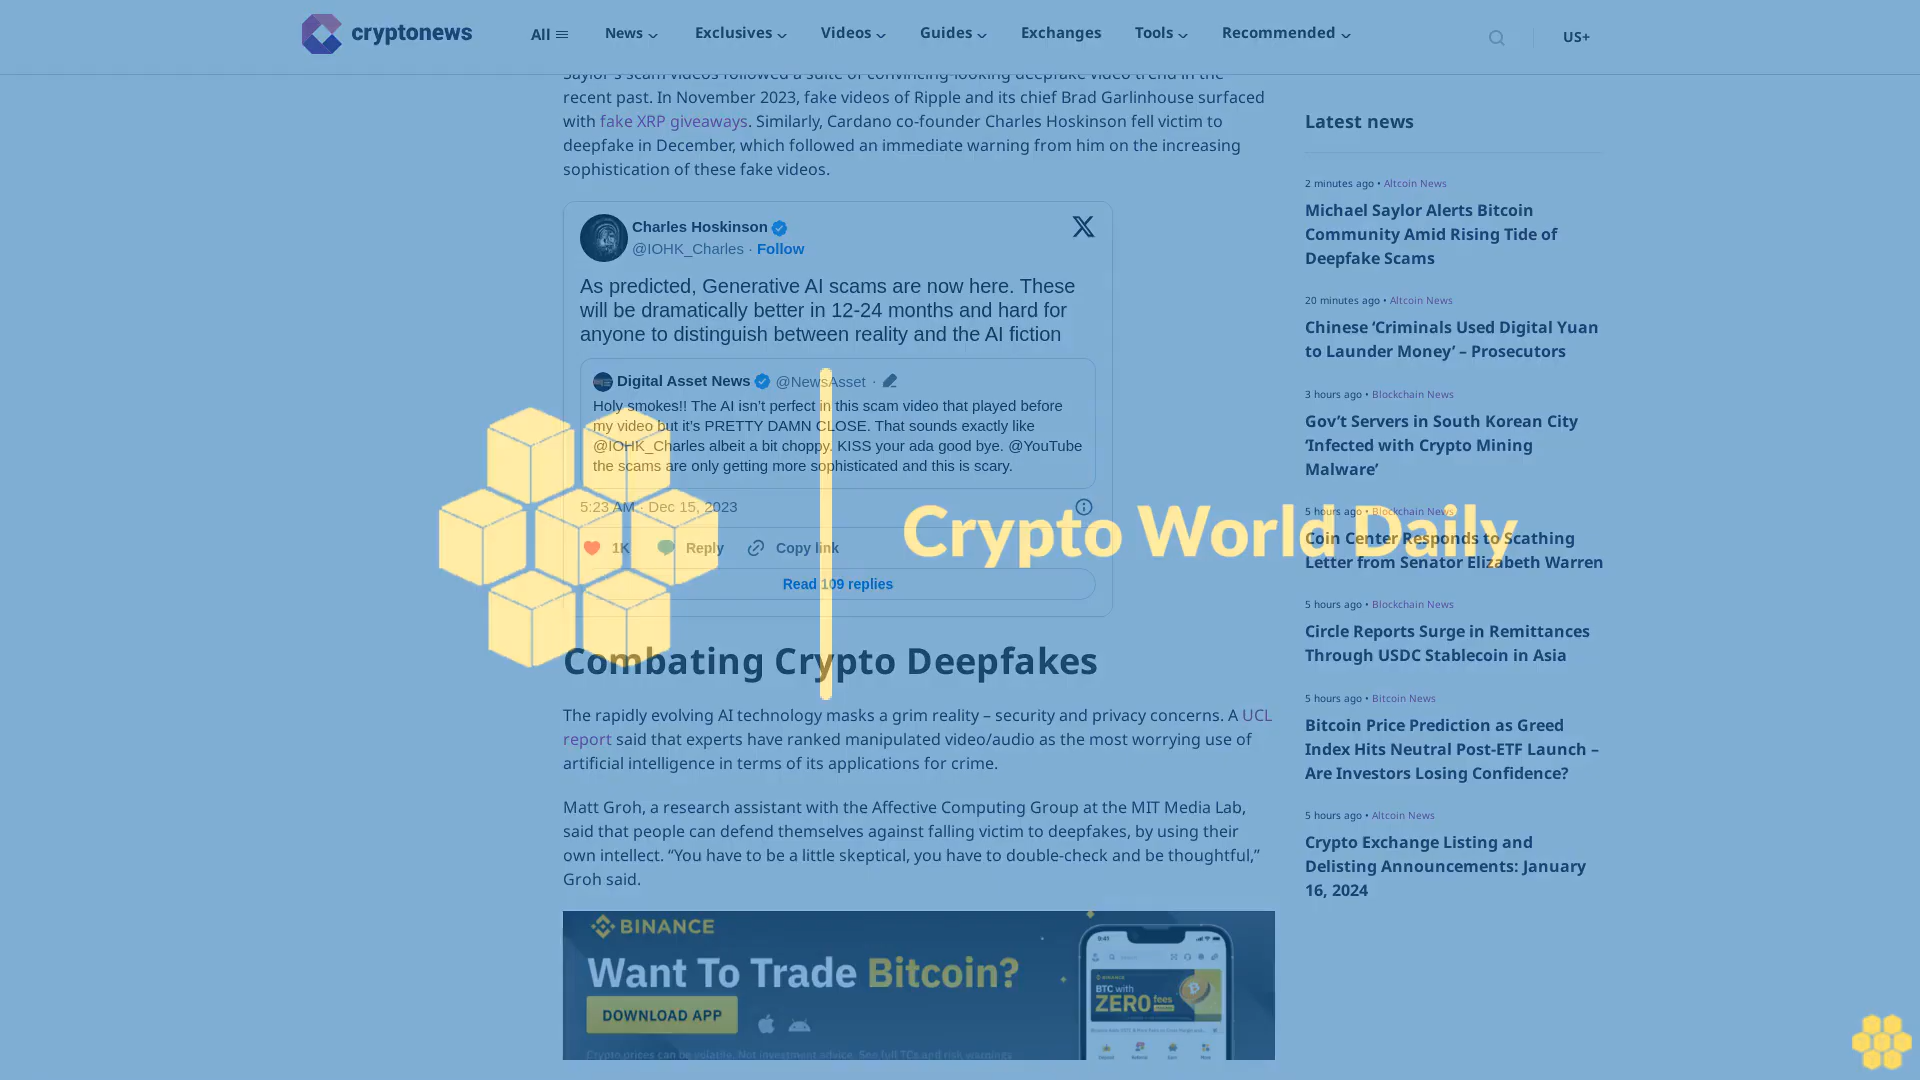 cryptonews
All
News
Exclusives
Videos
Guides
Exchanges
Tools
Recommended
US+
Saylor's scam videos followed a suite of convincing-looking deepfake video trend in the
recent past. In November 2023, fake videos of Ripple and its chief Brad Garlinhouse surfaced
with fake XRP giveaways. Similarly, Cardano co-founder Charles Hoskinson fell victim to
deepfake in December, which followed an immediate warning from him on the increasing
sophistication of these fake videos.
Charles Hoskinson
@IOHK_Charles · Follow
As predicted, Generative AI scams are now here. These
will be dramatically better in 12-24 months and hard for
anyone to distinguish between reality and the AI fiction
Digital Asset News @NewsAsset ·
Holy smokes!! The AI isn't perfect in this scam video that played before
my video but it's PRETTY DAMN CLOSE. That sounds exactly like
@IOHK_Charles albeit a bit choppy. KISS your ada good bye. @YouTube
the scams are only getting more sophisticated and this is scary.
5:23 AM · Dec 15, 2023
1K Reply Copy link
Read 109 replies
Crypto World Daily
Combating Crypto Deepfakes
The rapidly evolving AI technology masks a grim reality – security and privacy concerns. A UCL
report said that experts have ranked manipulated video/audio as the most worrying use of
artificial intelligence in terms of its applications for crime.
Matt Groh, a research assistant with the Affective Computing Group at the MIT Media Lab,
said that people can defend themselves against falling victim to deepfakes, by using their
own intellect. “You have to be a little skeptical, you have to double-check and be thoughtful,”
Groh said.
BINANCE
Want To Trade Bitcoin?
DOWNLOAD APP
Crypto prices can be volatile. Not investment advice. See full T&Cs and risk warnings
9:41
BINANCE
BTC with
ZERO fees
Latest news
2 minutes ago • Altcoin News
Michael Saylor Alerts Bitcoin
Community Amid Rising Tide of
Deepfake Scams
20 minutes ago • Altcoin News
Chinese ‘Criminals Used Digital Yuan
to Launder Money’ – Prosecutors
3 hours ago • Blockchain News
Gov’t Servers in South Korean City
‘Infected with Crypto Mining
Malware’
5 hours ago • Blockchain News
Coin Center Responds to Scathing
Letter from Senator Elizabeth Warren
5 hours ago • Blockchain News
Circle Reports Surge in Remittances
Through USDC Stablecoin in Asia
5 hours ago • Bitcoin News
Bitcoin Price Prediction as Greed
Index Hits Neutral Post-ETF Launch –
Are Investors Losing Confidence?
5 hours ago • Altcoin News
Crypto Exchange Listing and
Delisting Announcements: January
16, 2024